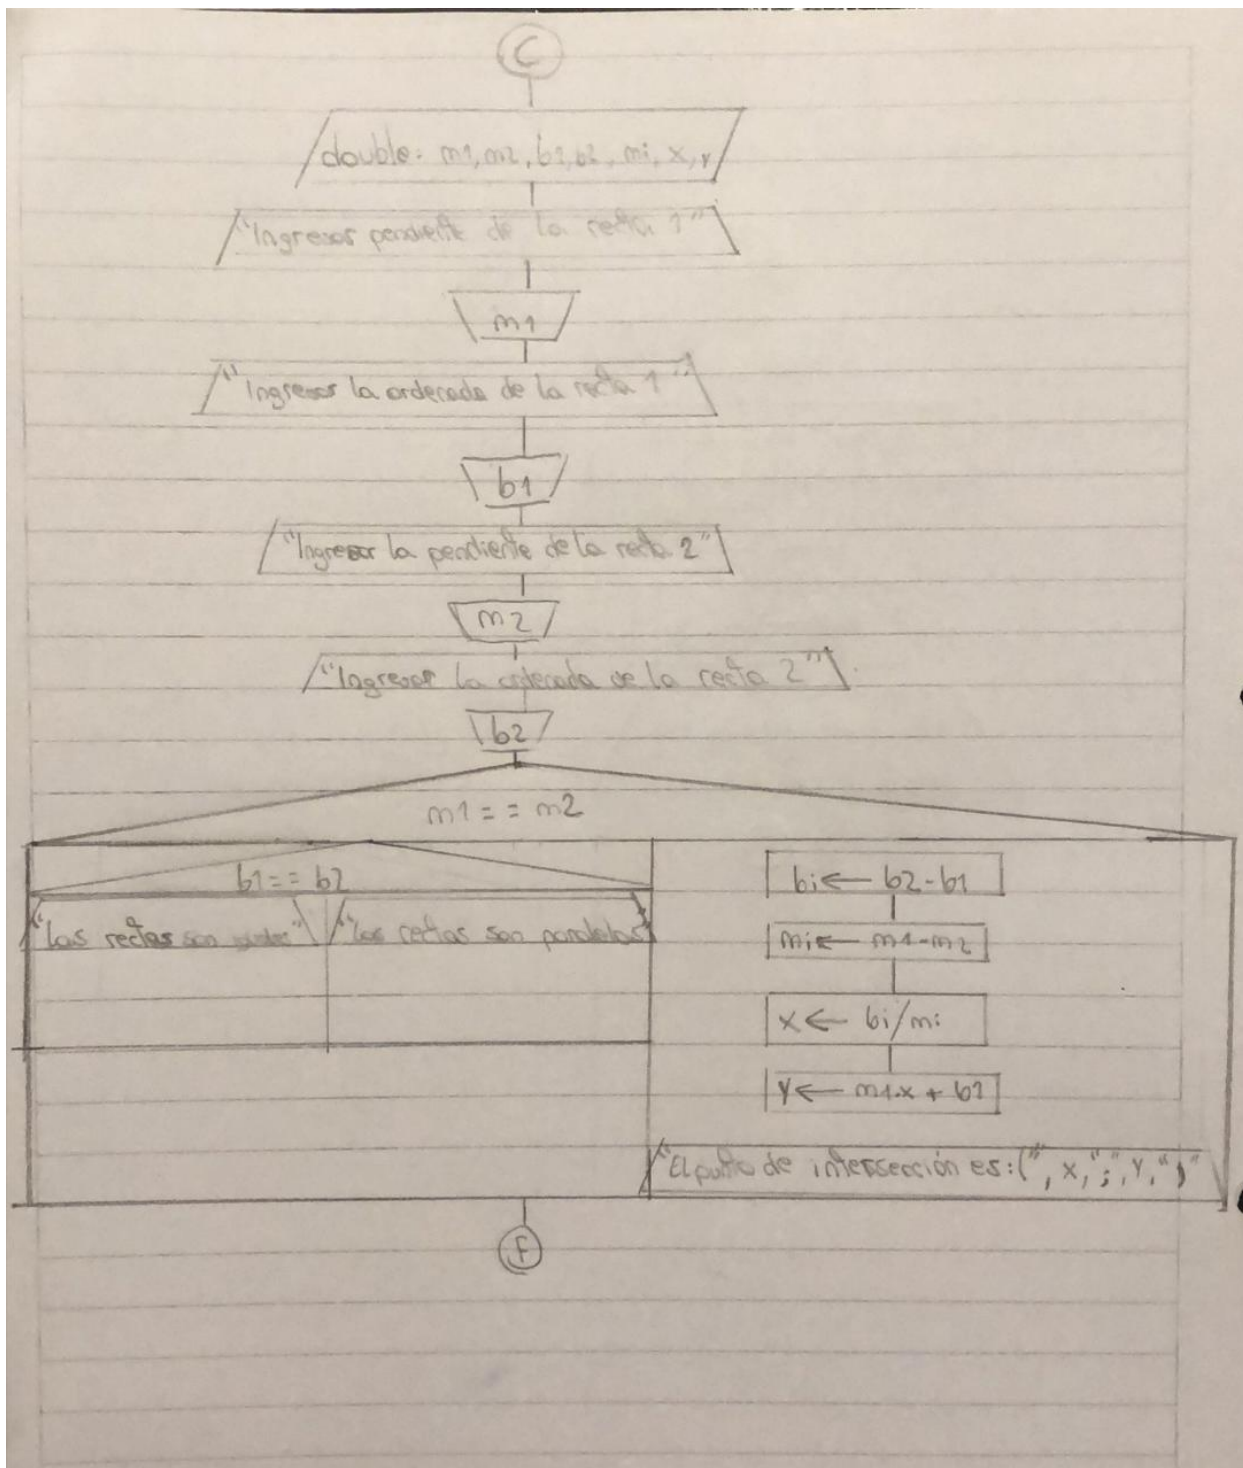 C
double: m1, m2, b1, b2, mi, x, y
"Ingresar pendiente de la recta 1"
m1
"Ingresar la ordenada de la recta 1"
b1
"Ingresar la pendiente de la recta 2"
m2
"Ingresar la ordenada de la recta 2"
b2
m1 == m2
b1 == b2
"Las rectas son
"Las rectas son paralelas"
bi ← b2-b1
mi ← m1-m2
x ← bi/mi
y ← m1.x + b1
"El punto de intersección es: (", x, ";", y, ")"
F